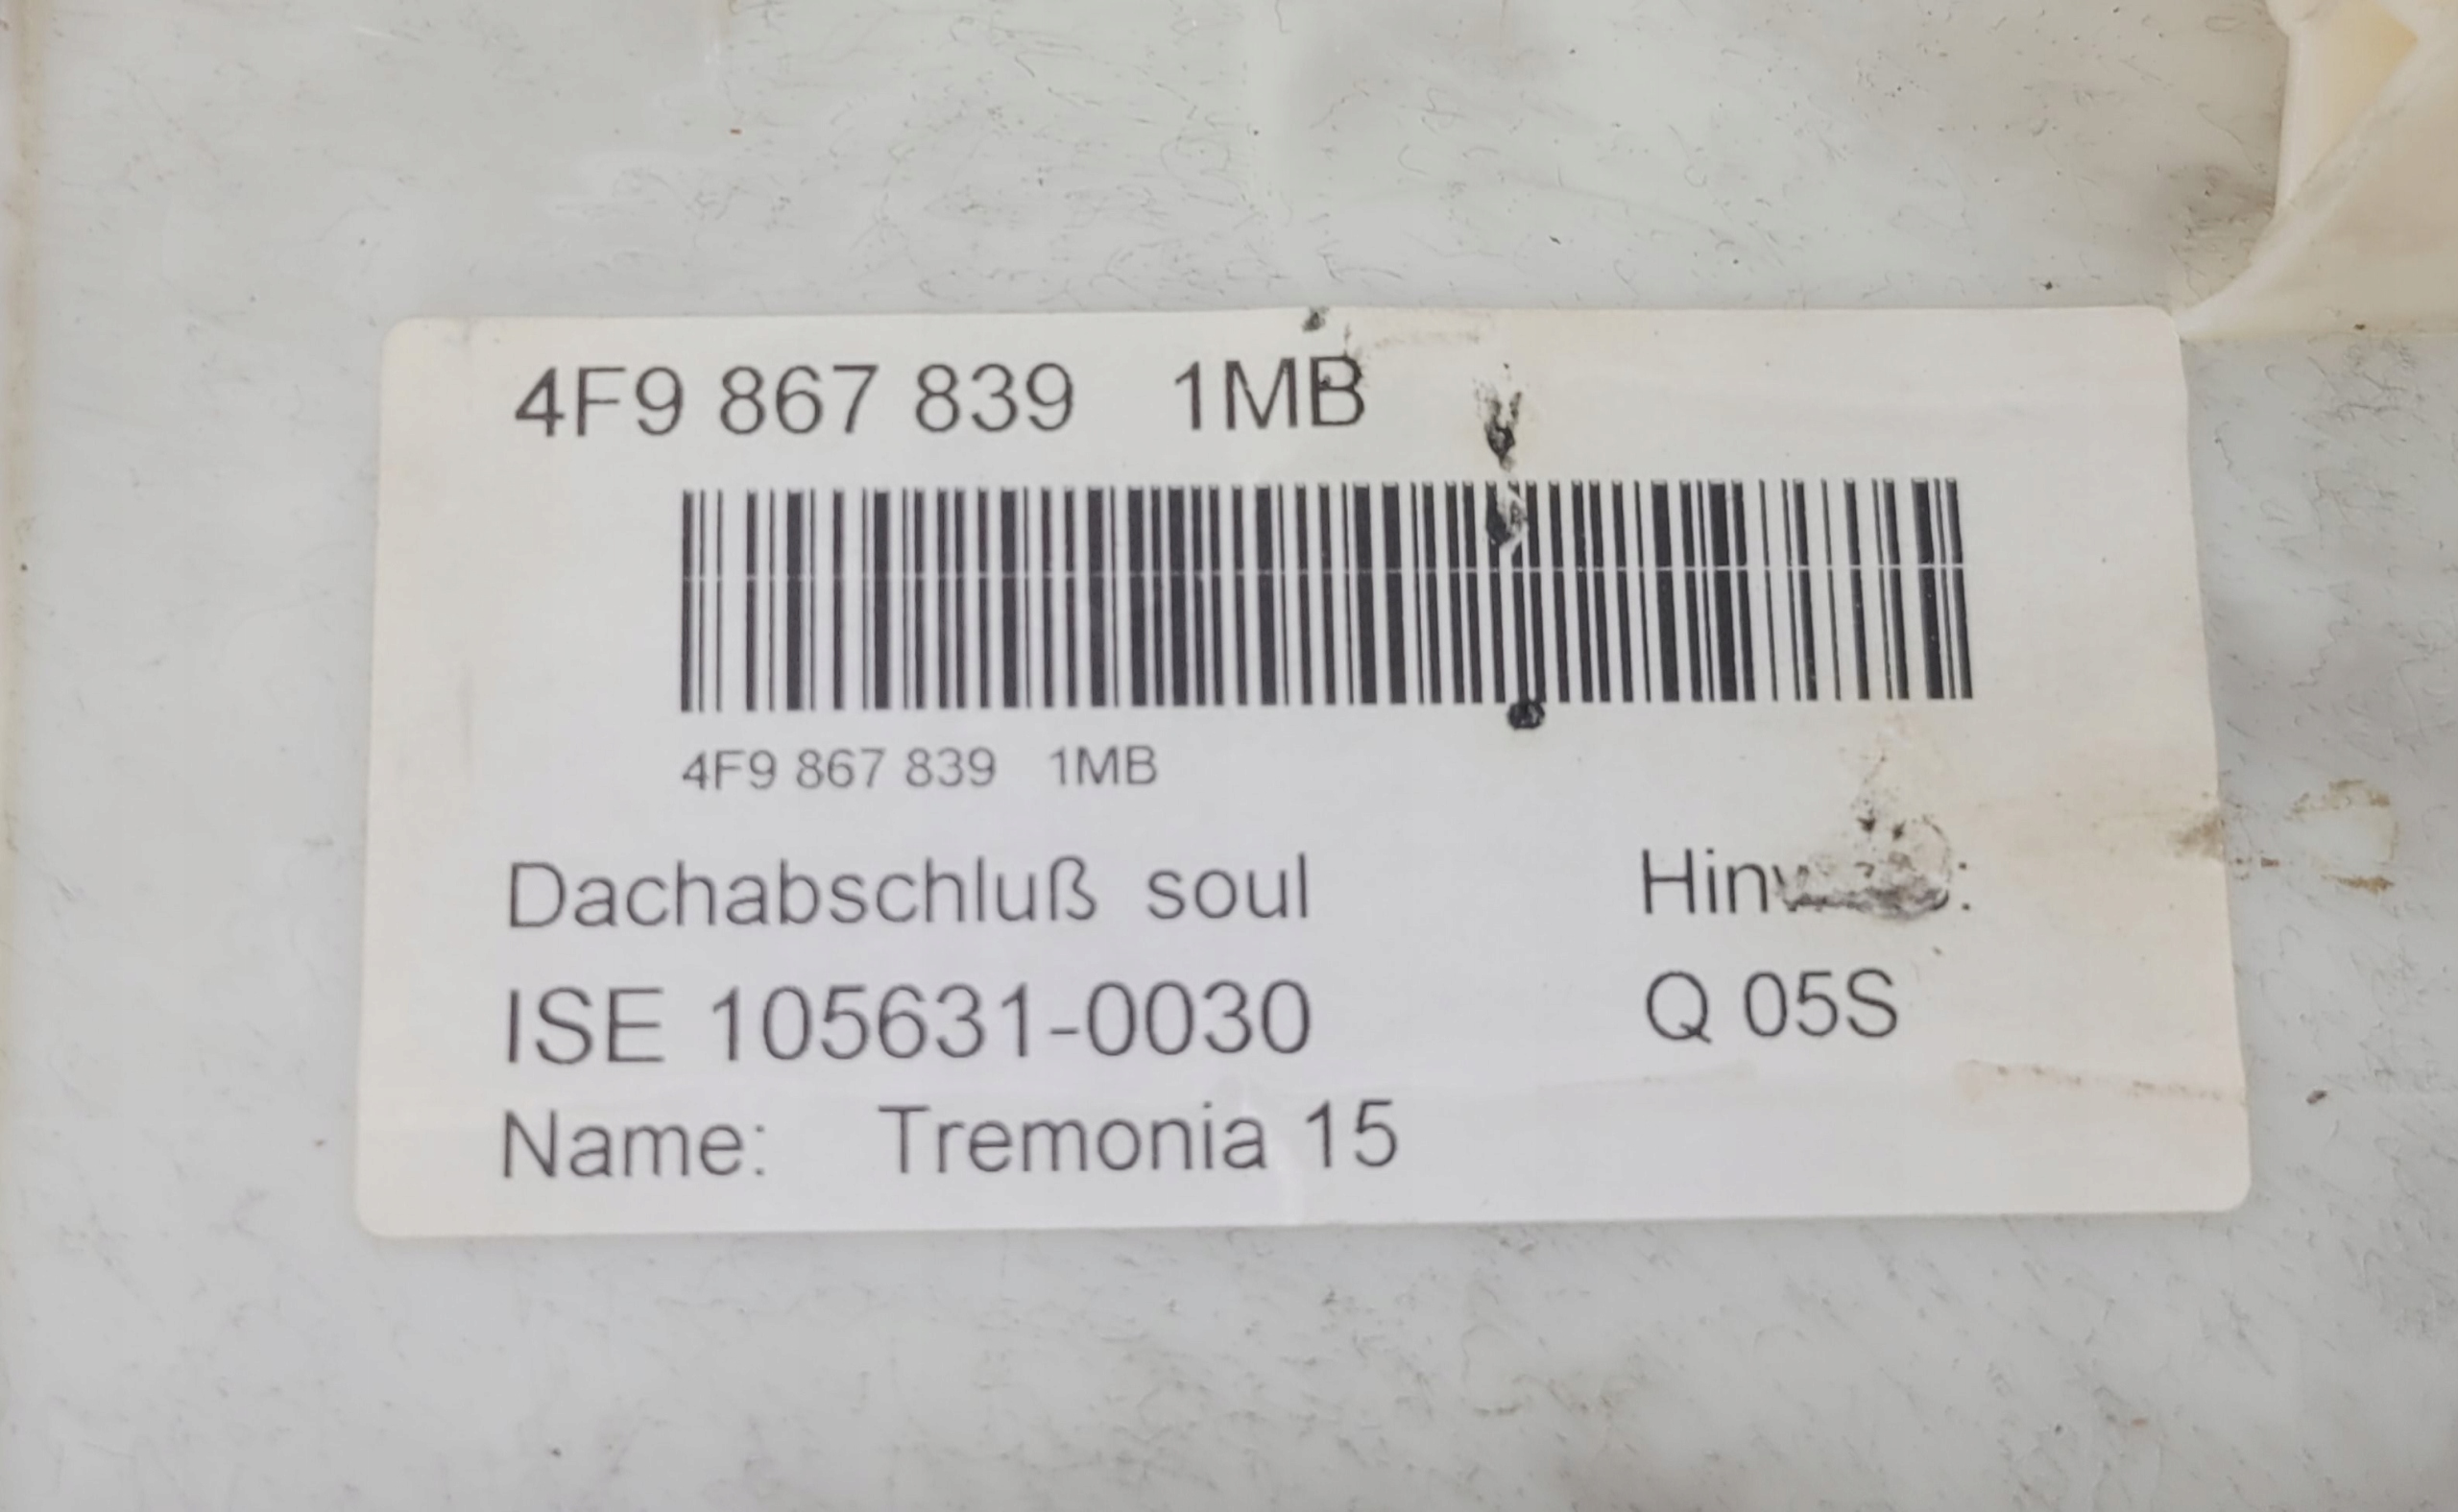 4F9 867 839 1MB
4F9 867 839 1MB
Dachabschluß soul
ISE 105631-0030
Q 05S
Name: Tremonia 15